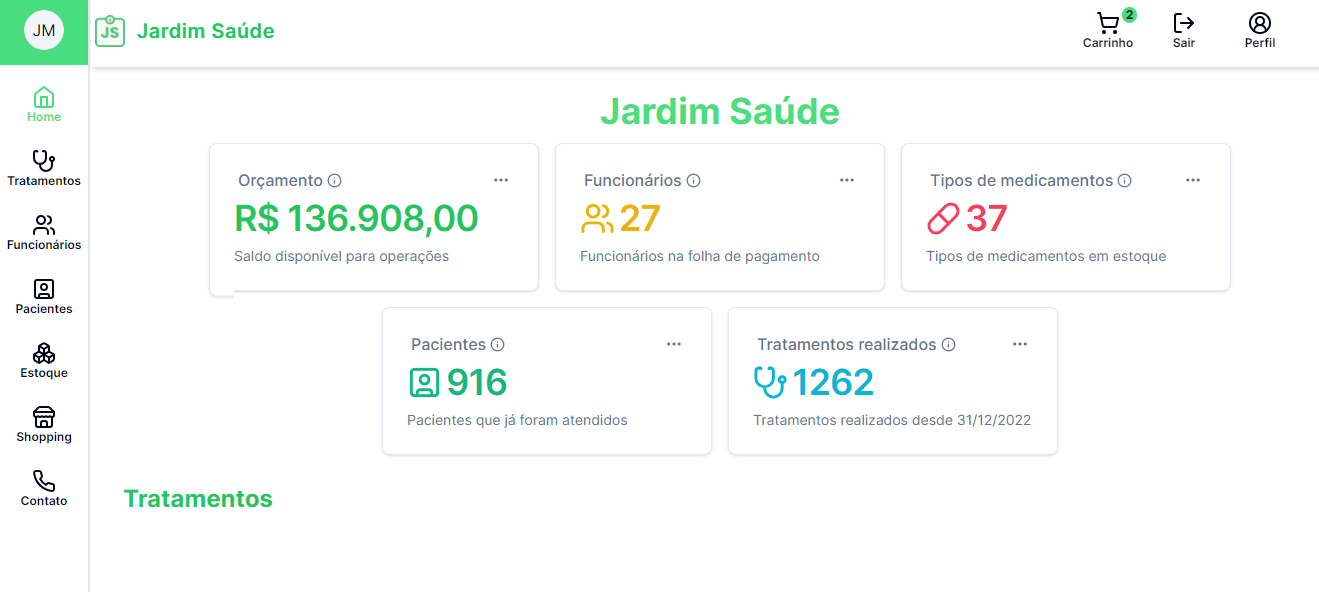 JM
JS
Jardim Saúde
2
Carrinho
Sair
Perfil
Home
Tratamentos
Funcionários
Pacientes
Estoque
Shopping
Contato
Jardim Saúde
Orçamento
R$ 136.908,00
Saldo disponível para operações
Funcionários
27
Funcionários na folha de pagamento
Tipos de medicamentos
37
Tipos de medicamentos em estoque
Pacientes
916
Pacientes que já foram atendidos
Tratamentos realizados
1262
Tratamentos realizados desde 31/12/2022
Tratamentos